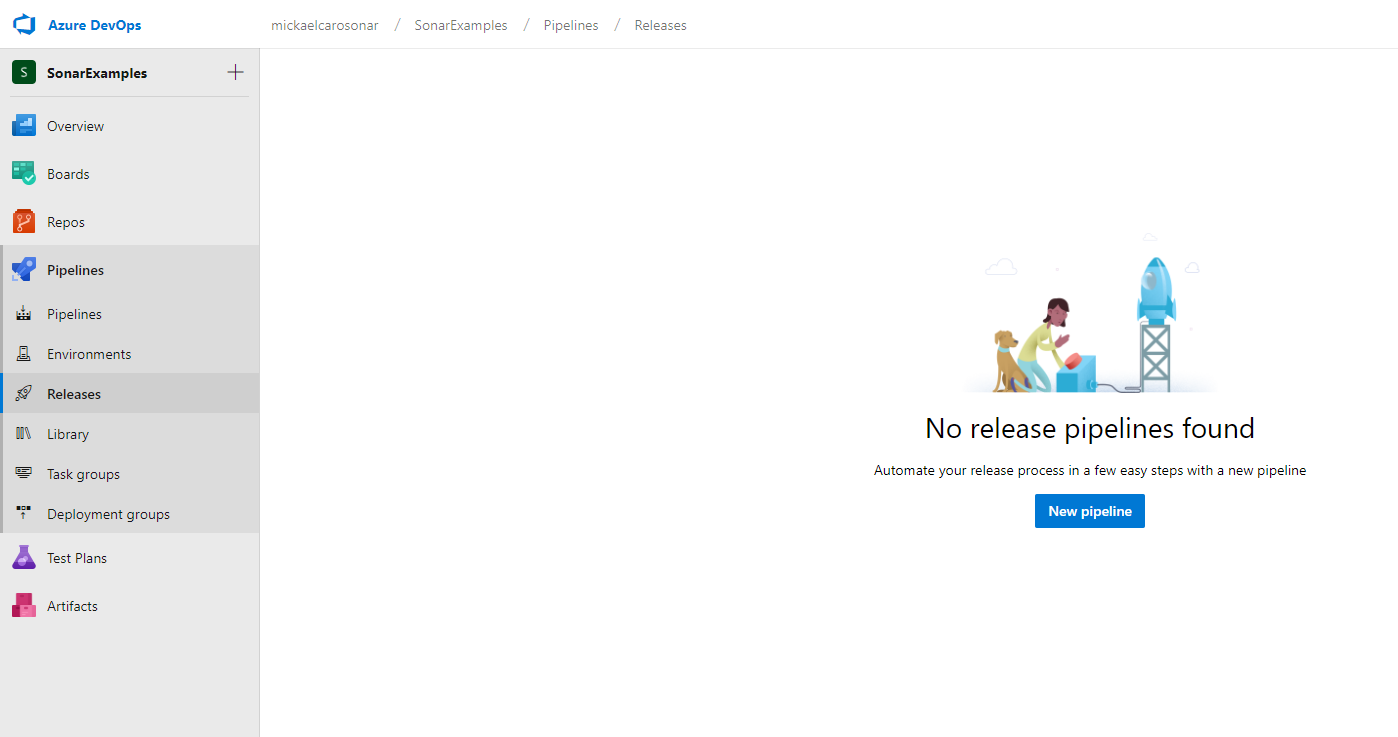 Azure DevOps
mickaelcarosonar / SonarExamples / Pipelines / Releases
S SonarExamples
Overview
Boards
Repos
Pipelines
Pipelines
Environments
Releases
Library
Task groups
Deployment groups
Test Plans
Artifacts
No release pipelines found
Automate your release process in a few easy steps with a new pipeline
New pipeline